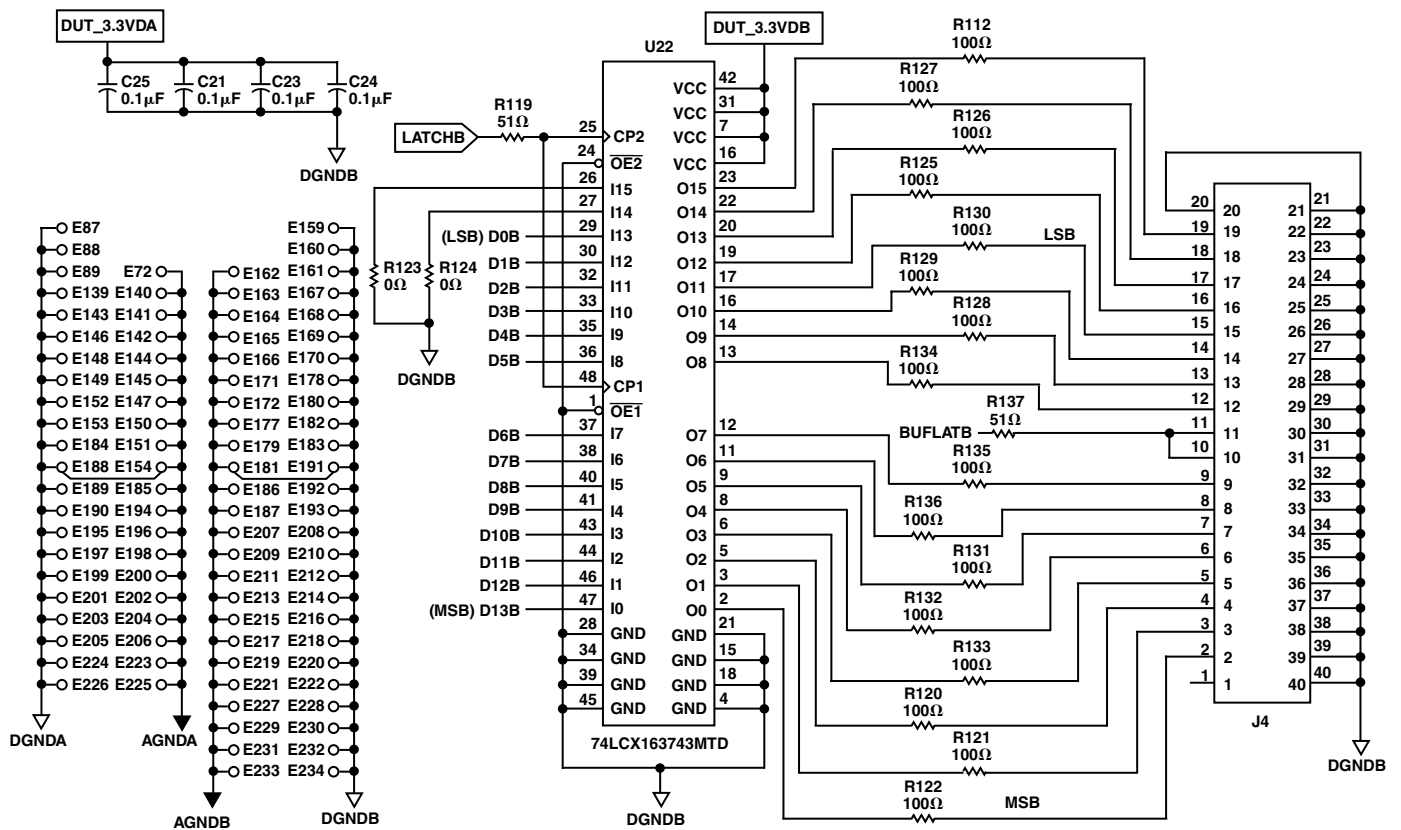 DUT_3.3VDA
C25
0.1µF
C21
0.1µF
C23
0.1µF
C24
0.1µF
DGNDB
E87
E88
E89 E72
E139 E140
E143 E141
E146 E142
E148 E144
E149 E145
E152 E147
E153 E150
E184 E151
E188 E154
E189 E185
E190 E194
E195 E196
E197 E198
E199 E200
E201 E202
E203 E204
E205 E206
E224 E223
E226 E225
DGNDA
AGNDA
E159
E160
E162 E161
E163 E167
E164 E168
E165 E169
E166 E170
E171 E178
E172 E180
E177 E182
E179 E183
E181 E191
E186 E192
E187 E193
E207 E208
E209 E210
E211 E212
E213 E214
E215 E216
E217 E218
E219 E220
E221 E222
E227 E228
E229 E230
E231 E232
E233 E234
AGNDB
DGNDB
LATCHB
R119
51Ω
R123
0Ω
R124
0Ω
DGNDB
(LSB) D0B
D1B
D2B
D3B
D4B
D5B
D6B
D7B
D8B
D9B
D10B
D11B
D12B
(MSB) D13B
U22
DUT_3.3VDB
25 CP2
24 OE2
26 I15
27 I14
29 I13
30 I12
32 I11
33 I10
35 I9
36 I8
48 CP1
1 OE1
37 I7
38 I6
40 I5
41 I4
43 I3
44 I2
46 I1
47 I0
28 GND
34 GND
39 GND
45 GND
VCC 42
VCC 31
VCC 7
VCC 16
O15 23
O14 22
O13 20
O12 19
O11 17
O10 16
O9 14
O8 13
O7 12
O6 11
O5 9
O4 8
O3 6
O2 5
O1 3
O0 2
GND 21
GND 15
GND 18
GND 4
74LCX163743MTD
DGNDB
R112
100Ω
R127
100Ω
R126
100Ω
R125
100Ω
R130
100Ω
LSB
R129
100Ω
R128
100Ω
R134
100Ω
R137
51Ω
BUFLATB
R135
100Ω
R136
100Ω
R131
100Ω
R132
100Ω
R133
100Ω
R120
100Ω
R121
100Ω
R122
100Ω
MSB
20 20 21 21
19 19 22 22
18 18 23 23
17 17 24 24
16 16 25 25
15 15 26 26
14 14 27 27
13 13 28 28
12 12 29 29
11 11 30 30
10 10 31 31
9 9 32 32
8 8 33 33
7 7 34 34
6 6 35 35
5 5 36 36
4 4 37 37
3 3 38 38
2 2 39 39
1 1 40 40
J4
DGNDB